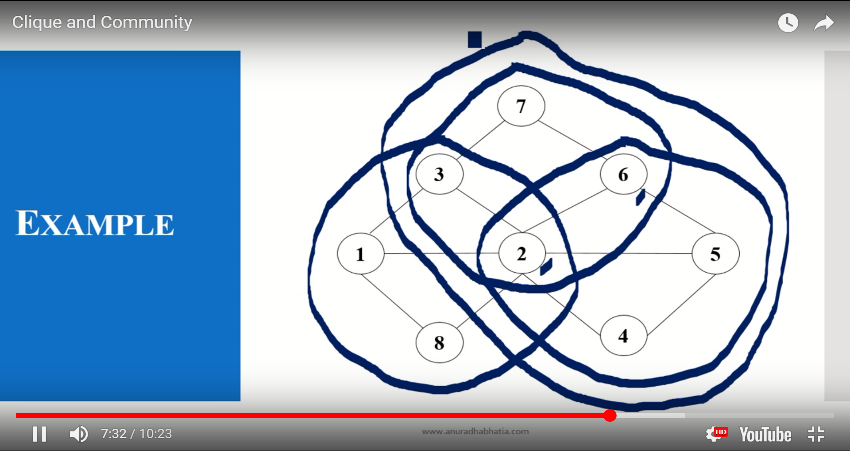 Clique and Community
7
3
6
EXAMPLE
1
2
5
8
4
7:32 / 10:23
www.anuradhabhatia.com
HD
YouTube